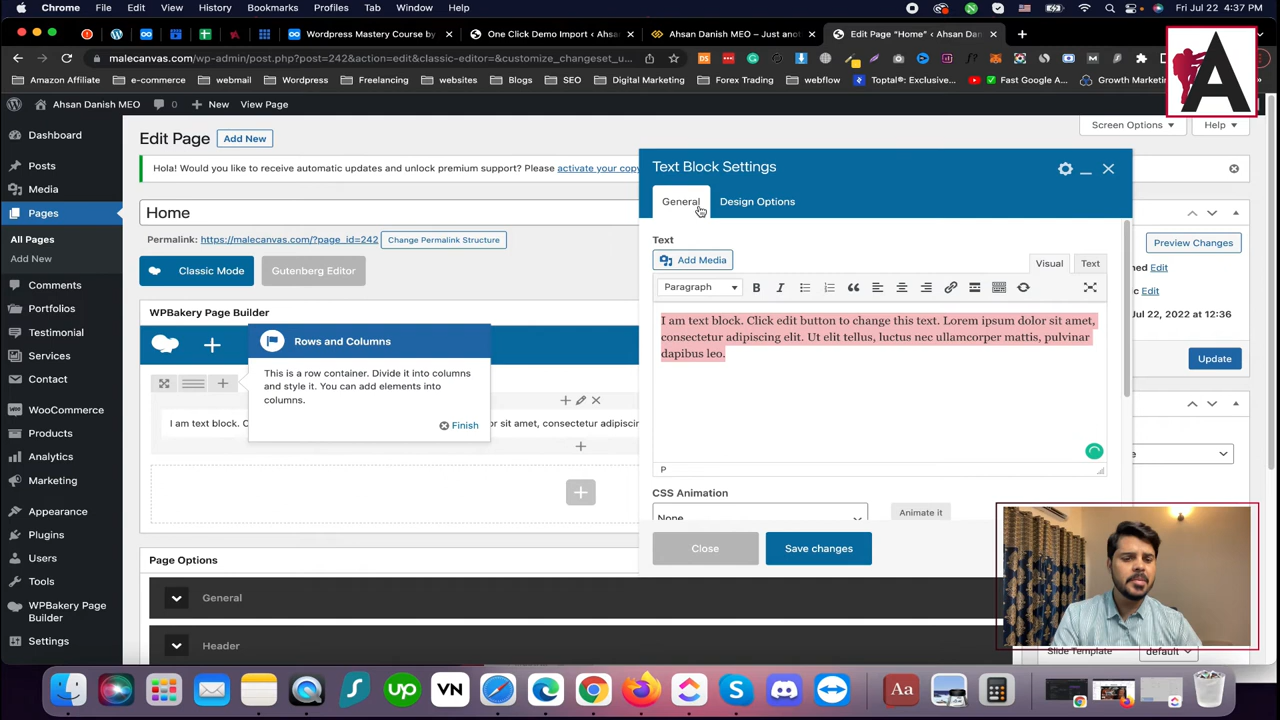 Chrome File Edit View History Bookmarks Profiles Tab Window Help Fri Jul 22 4:37 PM
Wordpress Mastery Course by One Click Demo Import ‹ Ahsan Ahsan Danish MEO – Just anot Edit Page "Home" ‹ Ahsan Dan
malecanvas.com/wp-admin/post.php?post=242&action=edit&classic-editor=&customize_changeset_u...
Amazon Affiliate e-commerce webmail Freelancing websites Blogs SEO Digital Marketing Forex Trading webflow Toptal®: Exclusive... Fast Google A... Growth Marketing
A
Ahsan Danish MEO 0 New View Page
Screen Options Help
Dashboard
Posts
Media
Pages
All Pages
Add New
Comments
Portfolios
Testimonial
Services
Contact
WooCommerce
Products
Analytics
Marketing
Appearance
Plugins
Users
Tools
WPBakery Page
Builder
Settings
Edit Page Add New
Hola! Would you like to receive automatic updates and unlock premium support? Please activate your copy
Home
Permalink: https://malecanvas.com/?page_id=242 Change Permalink Structure
Classic Mode Gutenberg Editor
WPBakery Page Builder
Rows and Columns
This is a row container. Divide it into columns
and style it. You can add elements into
columns.
Finish
I am text block. C
or sit amet, consectetur adipiscin
Page Options
General
Header
Text Block Settings
General Design Options
Text
Add Media
Visual Text
Paragraph B I
I am text block. Click edit button to change this text. Lorem ipsum dolor sit amet,
consectetur adipiscing elit. Ut elit tellus, luctus nec ullamcorper mattis, pulvinar
dapibus leo.
P
CSS Animation
None Animate it
Close Save changes
Preview Changes
Edit
Edit
Jul 22, 2022 at 12:36
Update
Slide Template default
up VN Aa